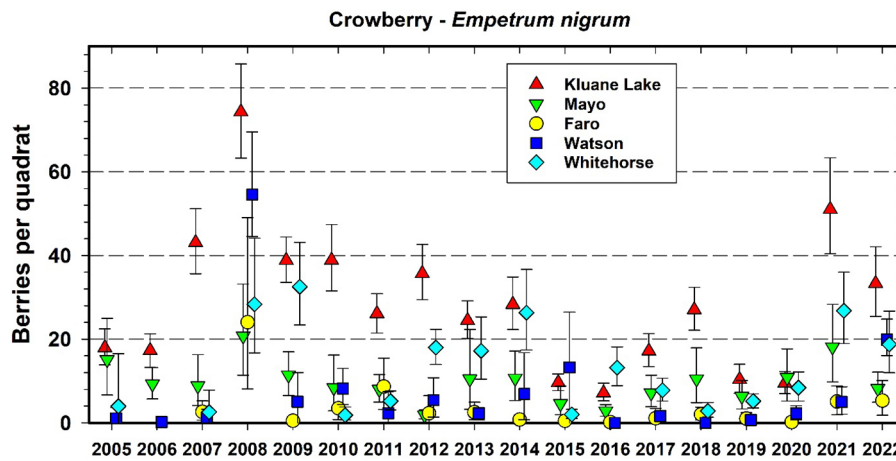 Crowberry - Empetrum nigrum
Berries per quadrat
80
60
40
20
0
Kluane Lake
Mayo
Faro
Watson
Whitehorse
2005 2006 2007 2008 2009 2010 2011 2012 2013 2014 2015 2016 2017 2018 2019 2020 2021 2022